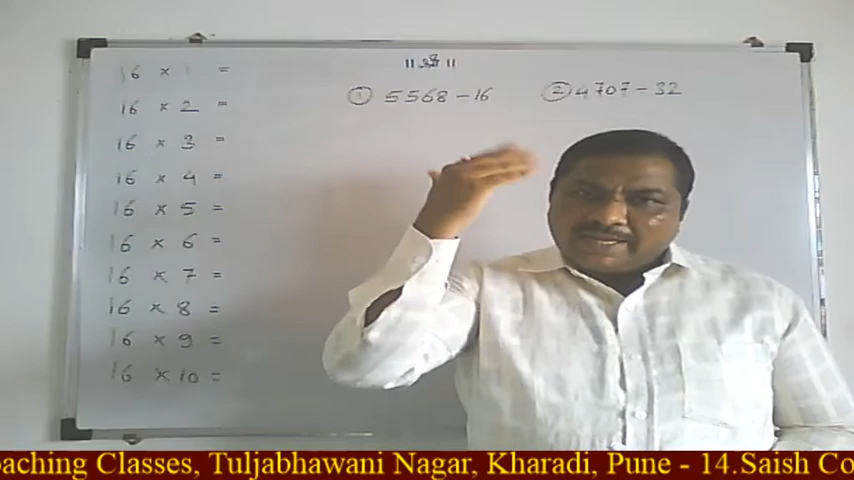 ॥ श्री ॥
① 5568 - 16 ② 4707 - 32
16 × 1 =
16 × 2 =
16 × 3 =
16 × 4 =
16 × 5 =
16 × 6 =
16 × 7 =
16 × 8 =
16 × 9 =
16 × 10 =
oaching Classes, Tuljabhawani Nagar, Kharadi, Pune - 14.Saish Co